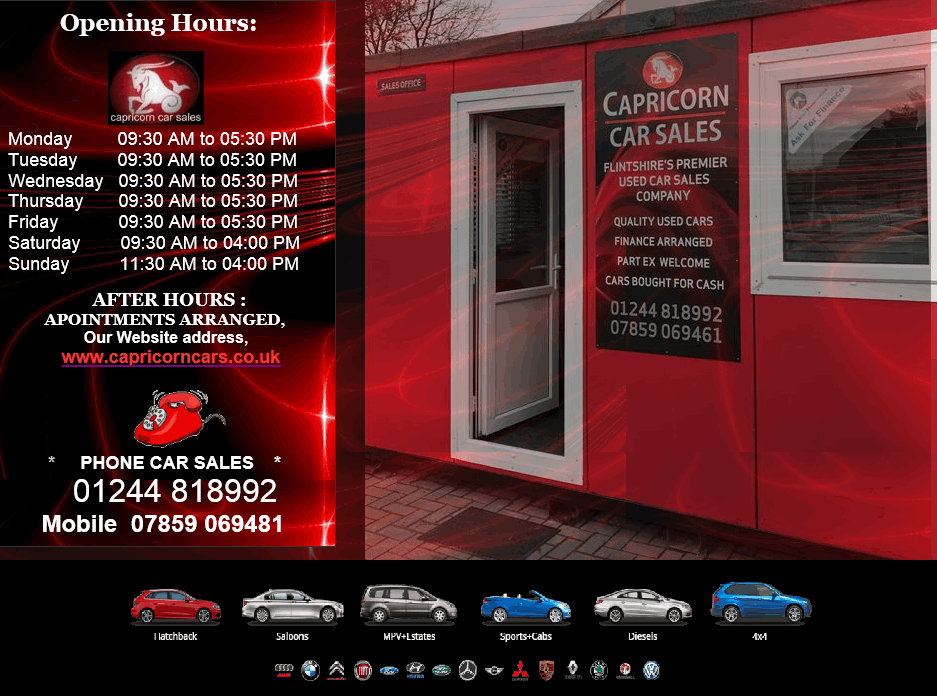 Opening Hours:
capricorn car sales
Monday 09:30 AM to 05:30 PM
Tuesday 09:30 AM to 05:30 PM
Wednesday 09:30 AM to 05:30 PM
Thursday 09:30 AM to 05:30 PM
Friday 09:30 AM to 05:30 PM
Saturday 09:30 AM to 04:00 PM
Sunday 11:30 AM to 04:00 PM
AFTER HOURS :
APOINTMENTS ARRANGED,
Our Website address,
www.capricorncars.co.uk
* PHONE CAR SALES *
01244 818992
Mobile 07859 069481
SALES OFFICE
CAPRICORN
CAR SALES
FLINTSHIRE'S PREMIER
USED CAR SALES
COMPANY
QUALITY USED CARS
FINANCE ARRANGED
PART EX WELCOME
CARS BOUGHT FOR CASH
01244 818992
07859 069461
Ask For Finance
Hatchback
Saloons
MPV+Estates
Sports+Cabs
Diesels
4x4